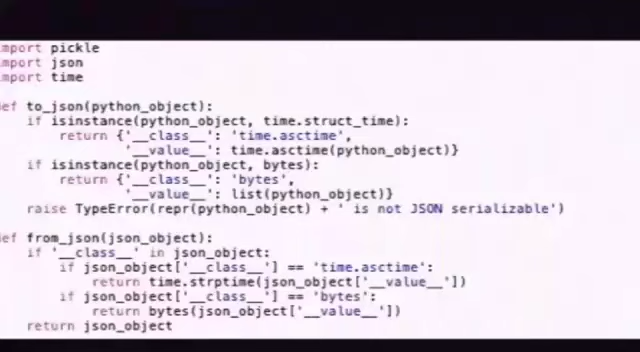 mport pickle
mport json
mport time
ef to_json(python_object):
    if isinstance(python_object, time.struct_time):
        return {'__class__': 'time.asctime',
                '__value__': time.asctime(python_object)}
    if isinstance(python_object, bytes):
        return {'__class__': 'bytes',
                '__value__': list(python_object)}
    raise TypeError(repr(python_object) + ' is not JSON serializable')
ef from_json(json_object):
    if '__class__' in json_object:
        if json_object['__class__'] == 'time.asctime':
            return time.strptime(json_object['__value__'])
        if json_object['__class__'] == 'bytes':
            return bytes(json_object['__value__'])
    return json_object